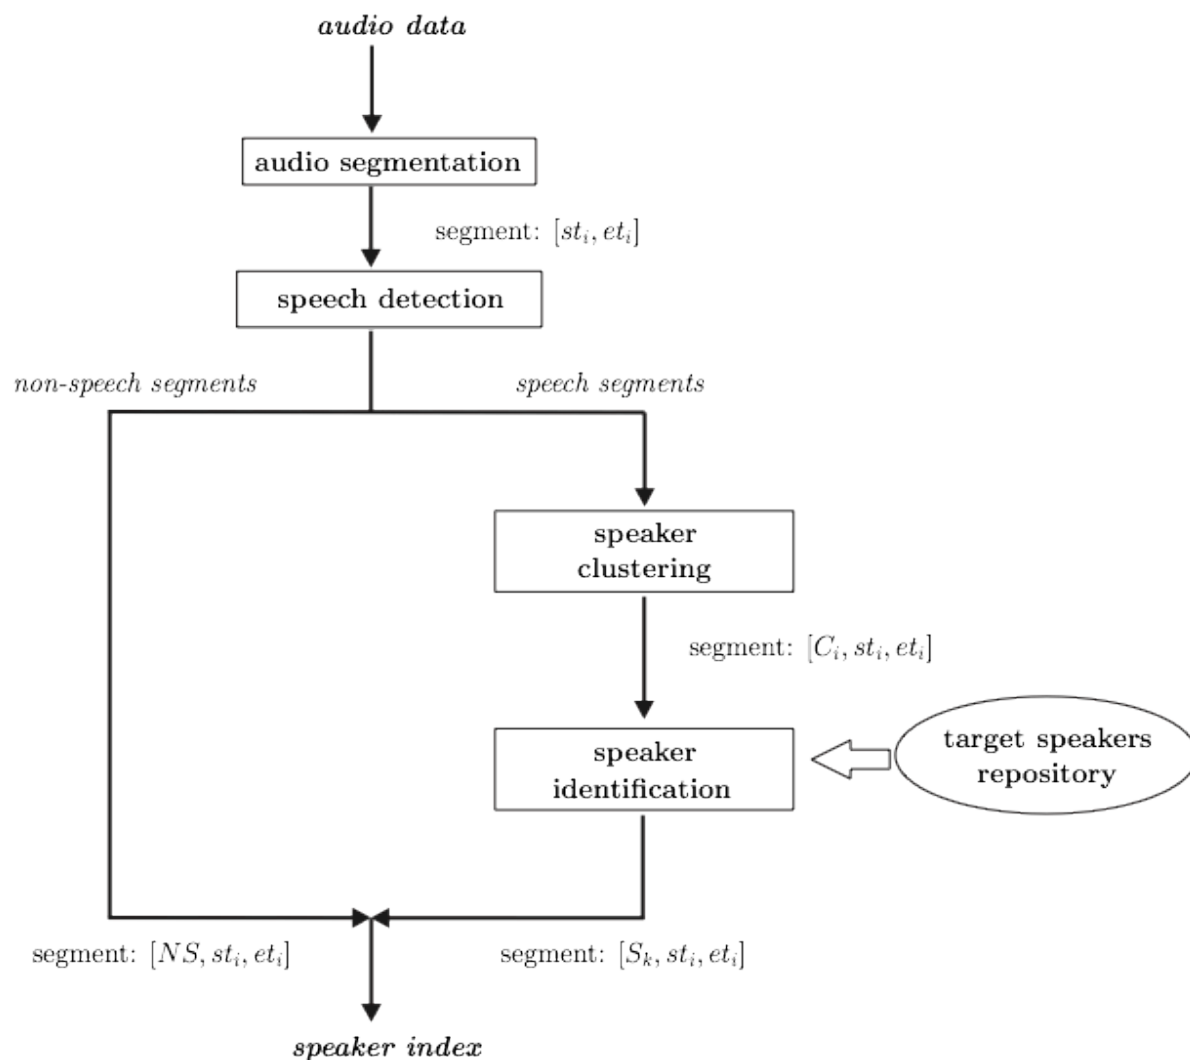 audio data
audio segmentation
segment: [st_i, et_i]
speech detection
non-speech segments
speech segments
speaker
clustering
segment: [C_i, st_i, et_i]
speaker
identification
target speakers
repository
segment: [NS, st_i, et_i]
segment: [S_k, st_i, et_i]
speaker index